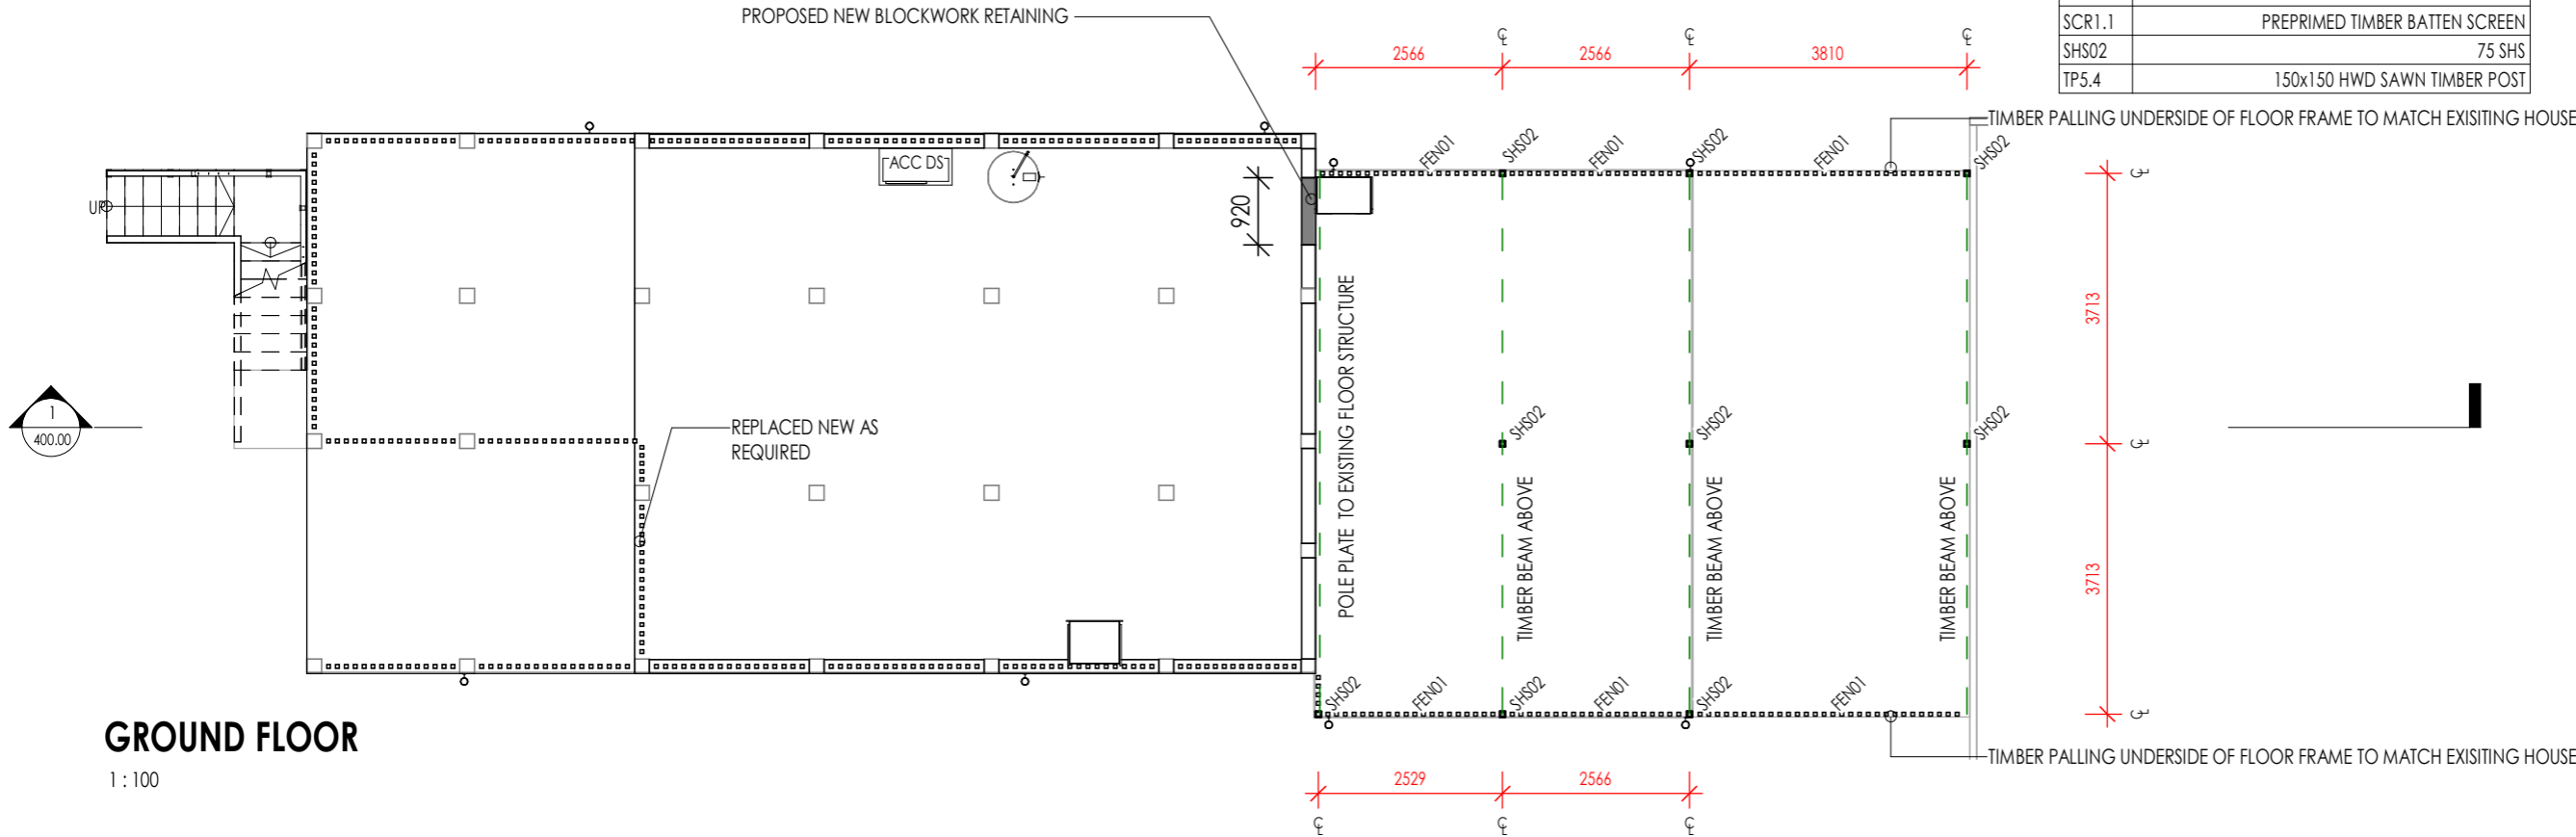 PROPOSED NEW BLOCKWORK RETAINING
SCR1.1 PREPRIMED TIMBER BATTEN SCREEN
SHS02 75 SHS
TP5.4 150x150 HWD SAWN TIMBER POST
℄ ℄ ℄
2566 2566 3810
TIMBER PALLING UNDERSIDE OF FLOOR FRAME TO MATCH EXISITING HOUSE
ACC DS
FEN01 SHS02 FEN01 SHS02 FEN01 SHS02
℄
UP
920
3713
POLE PLATE TO EXISTING FLOOR STRUCTURE
1
400.00
REPLACED NEW AS
REQUIRED
SHS02 SHS02 SHS02
℄
TIMBER BEAM ABOVE
TIMBER BEAM ABOVE
TIMBER BEAM ABOVE
3713
SHS02 FEN01 SHS02 FEN01 SHS02 FEN01
℄
GROUND FLOOR
1 : 100
TIMBER PALLING UNDERSIDE OF FLOOR FRAME TO MATCH EXISITING HOUSE
2529 2566
℄ ℄ ℄